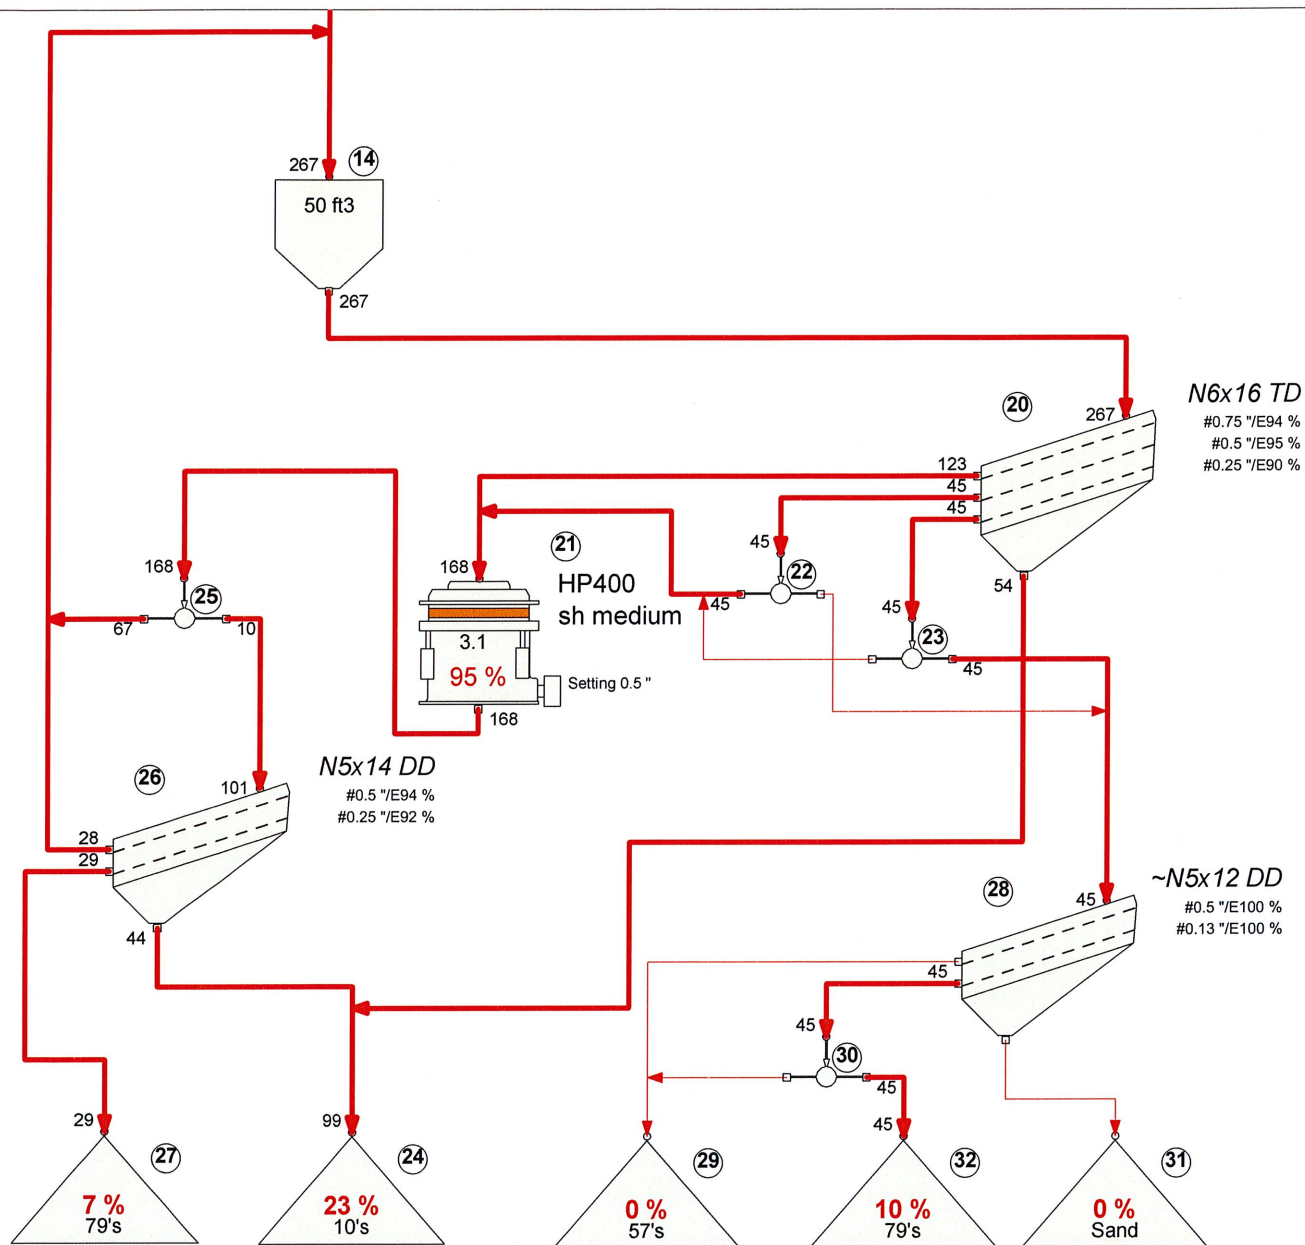 267
14
50 ft3
267
20
267
N6x16 TD
#0.75 "/E94 %
#0.5 "/E95 %
#0.25 "/E90 %
123
45
45
45
21
168
168
HP400
sh medium
22
54
25
45
45
67
10
3.1
23
45
95 %
Setting 0.5 "
168
N5x14 DD
26
#0.5 "/E94 %
#0.25 "/E92 %
101
28
29
~N5x12 DD
28
45
#0.5 "/E100 %
#0.13 "/E100 %
44
45
45
30
45
29
99
45
27
24
29
32
31
7 %
79's
23 %
10's
0 %
57's
10 %
79's
0 %
Sand